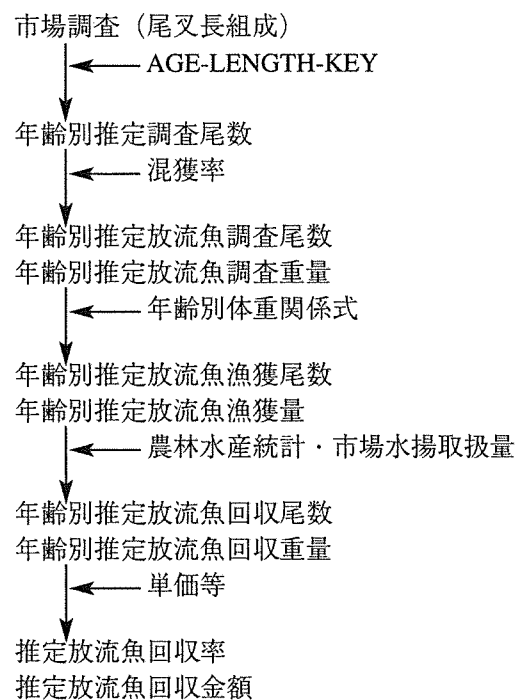 市場調査（尾叉長組成）
AGE-LENGTH-KEY
年齢別推定調査尾数
混獲率
年齢別推定放流魚調査尾数
年齢別推定放流魚調査重量
年齢別体重関係式
年齢別推定放流魚漁獲尾数
年齢別推定放流魚漁獲量
農林水産統計・市場水揚取扱量
年齢別推定放流魚回収尾数
年齢別推定放流魚回収重量
単価等
推定放流魚回収率
推定放流魚回収金額